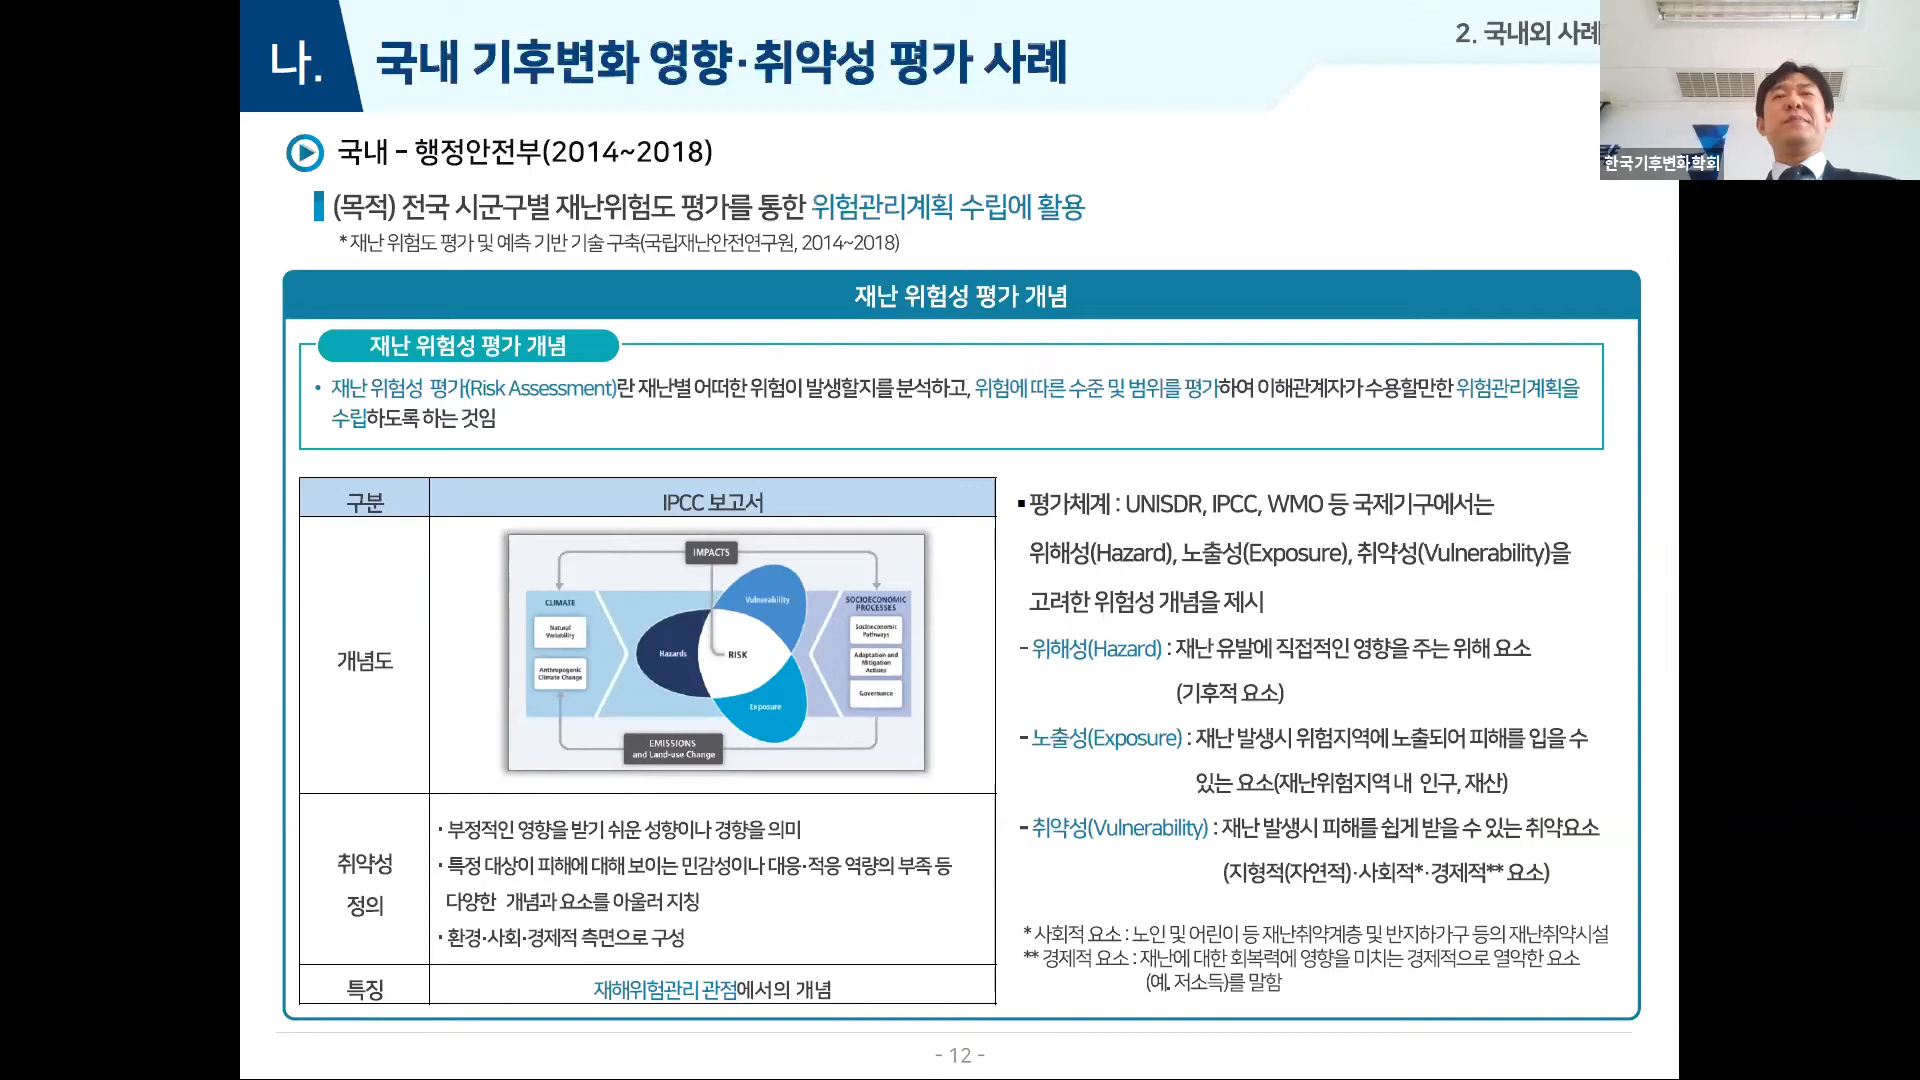 나.
국내 기후변화 영향·취약성 평가 사례
2. 국내외 사례
한국기후변화학회
국내 – 행정안전부(2014~2018)
(목적) 전국 시군구별 재난위험도 평가를 통한 위험관리계획 수립에 활용
* 재난 위험도 평가 및 예측 기반 기술 구축(국립재난안전연구원, 2014~2018)
재난 위험성 평가 개념
재난 위험성 평가 개념
• 재난 위험성 평가(Risk Assessment)란 재난별 어떠한 위험이 발생할지를 분석하고, 위험에 따른 수준 및 범위를 평가하여 이해관계자가 수용할만한 위험관리계획을
수립하도록 하는 것임
구분
IPCC 보고서
개념도
IMPACTS
CLIMATE
Natural
Variability
Anthropogenic
Climate Change
Vulnerability
Hazards
RISK
Exposure
SOCIOECONOMIC
PROCESSES
Socioeconomic
Pathways
Adaptation and
Mitigation
Actions
Governance
EMISSIONS
and Land-use Change
취약성
정의
· 부정적인 영향을 받기 쉬운 성향이나 경향을 의미
· 특정 대상이 피해에 대해 보이는 민감성이나 대응·적응 역량의 부족 등
다양한 개념과 요소를 아울러 지칭
· 환경·사회·경제적 측면으로 구성
특징
재해위험관리 관점에서의 개념
▪ 평가체계 : UNISDR, IPCC, WMO 등 국제기구에서는
위해성(Hazard), 노출성(Exposure), 취약성(Vulnerability)을
고려한 위험성 개념을 제시
- 위해성(Hazard) : 재난 유발에 직접적인 영향을 주는 위해 요소
(기후적 요소)
- 노출성(Exposure) : 재난 발생시 위험지역에 노출되어 피해를 입을 수
있는 요소(재난위험지역 내 인구, 재산)
- 취약성(Vulnerability) : 재난 발생시 피해를 쉽게 받을 수 있는 취약요소
(지형적(자연적)·사회적*·경제적** 요소)
* 사회적 요소 : 노인 및 어린이 등 재난취약계층 및 반지하가구 등의 재난취약시설
** 경제적 요소 : 재난에 대한 회복력에 영향을 미치는 경제적으로 열악한 요소
(예. 저소득)를 말함
- 12 -